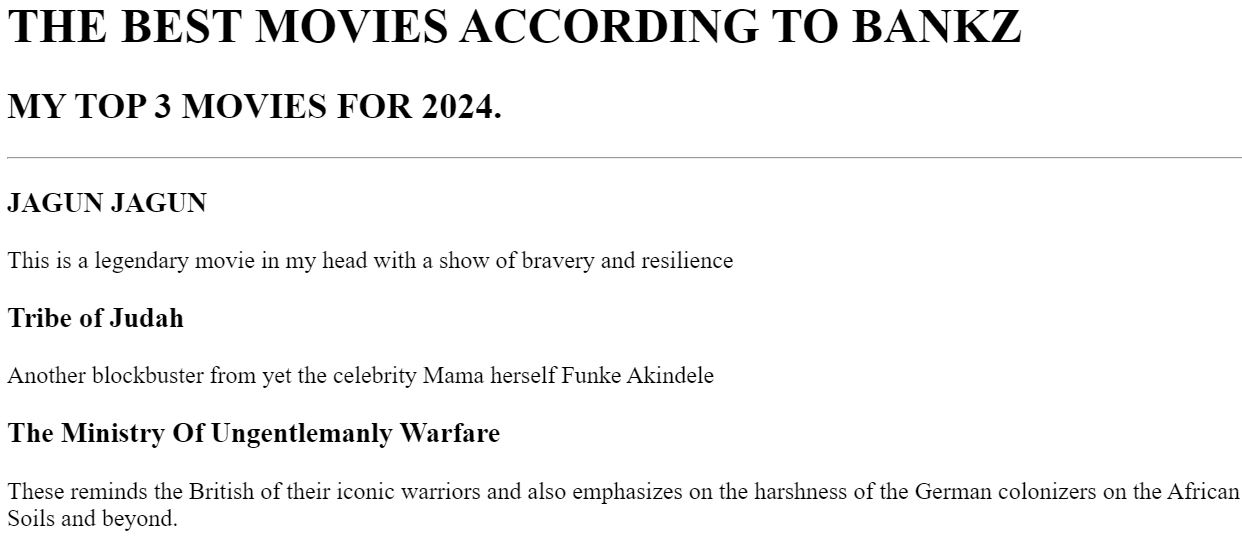 THE BEST MOVIES ACCORDING TO BANKZ
MY TOP 3 MOVIES FOR 2024.
JAGUN JAGUN
This is a legendary movie in my head with a show of bravery and resilience
Tribe of Judah
Another blockbuster from yet the celebrity Mama herself Funke Akindele
The Ministry Of Ungentlemanly Warfare
These reminds the British of their iconic warriors and also emphasizes on the harshness of the German colonizers on the African
Soils and beyond.